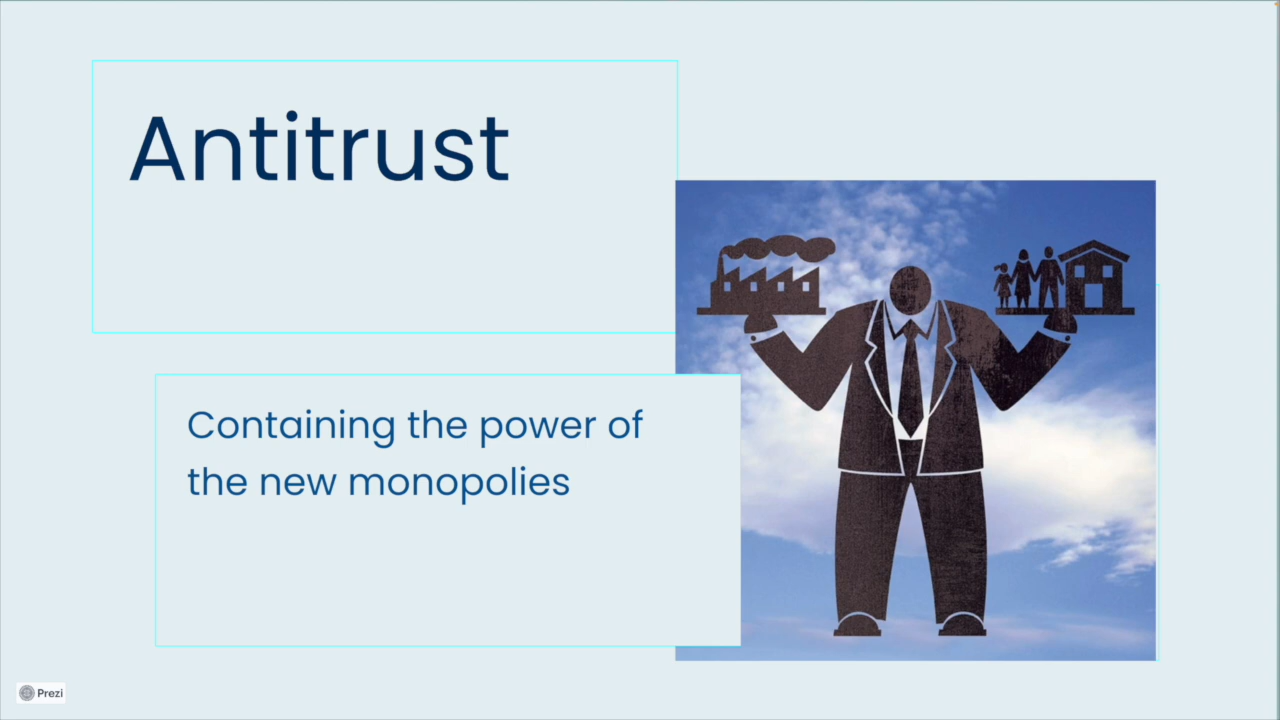 Antitrust
Containing the power of
the new monopolies
Prezi